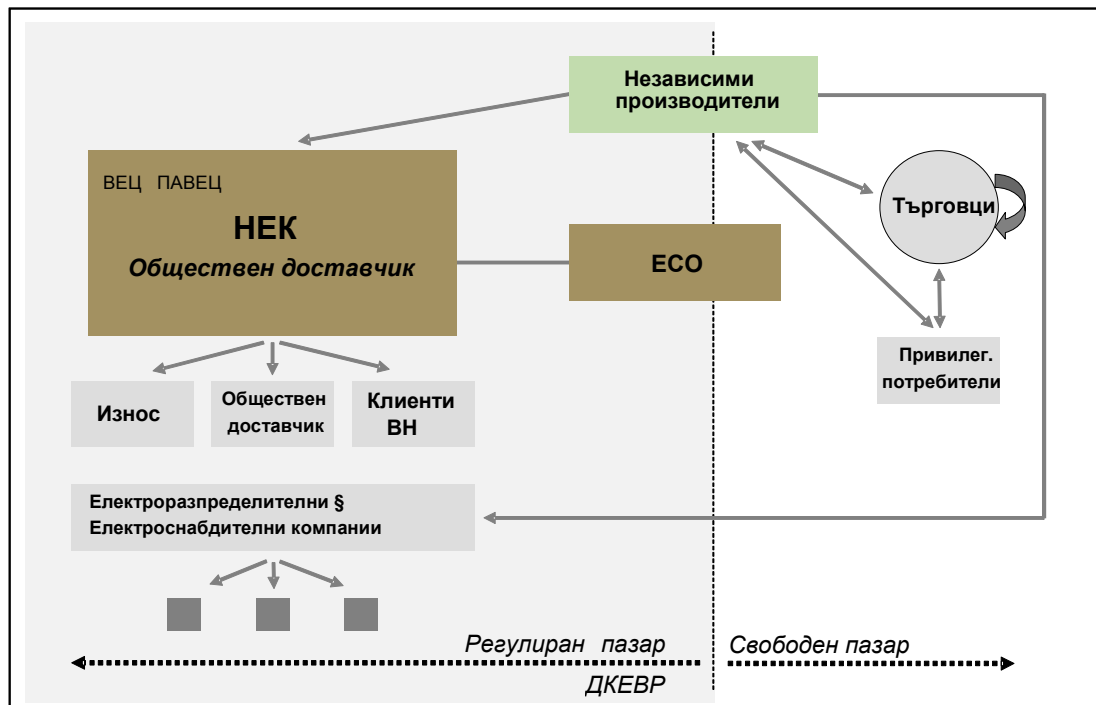 Независими
производители
ВЕЦ ПАВЕЦ
НЕК
Обществен доставчик
ЕСО
Търговци
Привилег.
потребители
Износ
Обществен
доставчик
Клиенти
ВН
Електроразпределителни §
Електроснабдителни компании
Регулиран пазар
Свободен пазар
ДКЕВР